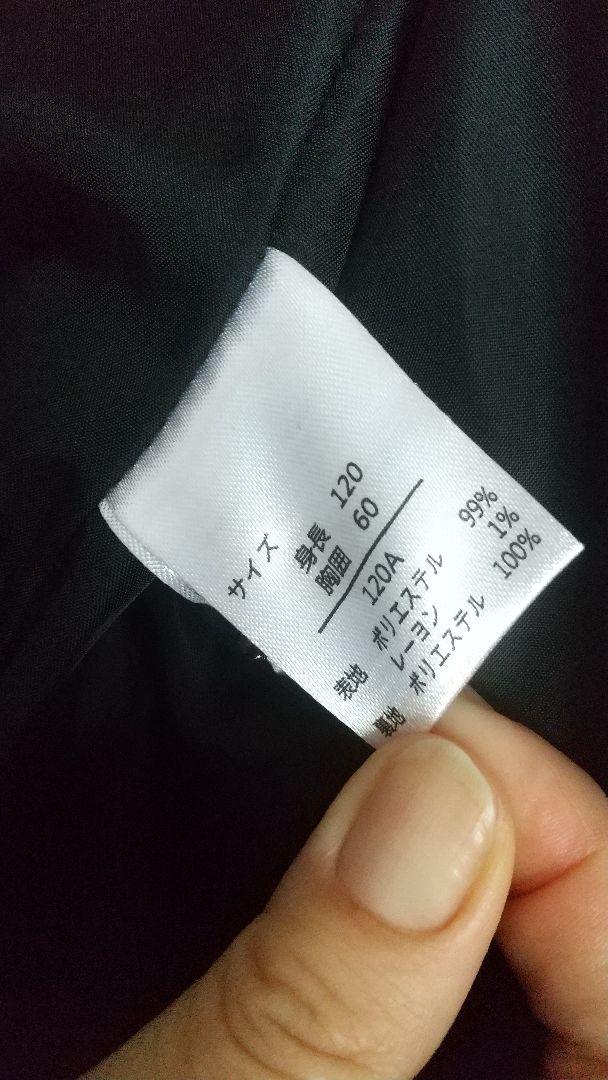 サイズ
身長 120
胸囲 60
120A
表地 ポリエステル 99%
レーヨン 1%
裏地 ポリエステル 100%